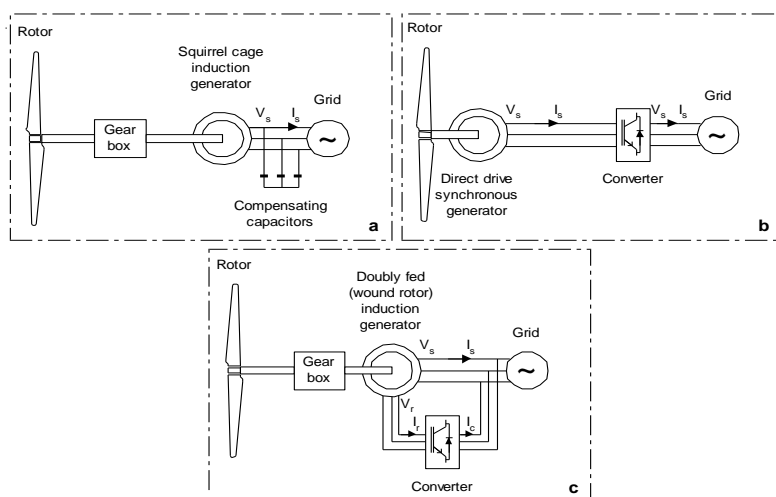 Rotor
Squirrel cage
induction
generator
Vs
Is
Grid
Gear
box
~
Compensating
capacitors
a
Rotor
Vs
Is
Vs
Is
Grid
~
Direct drive
synchronous
generator
Converter
b
Rotor
Doubly fed
(wound rotor)
induction
generator
Vs
Is
Grid
Gear
box
~
Vr
Ir
Ic
Converter
c